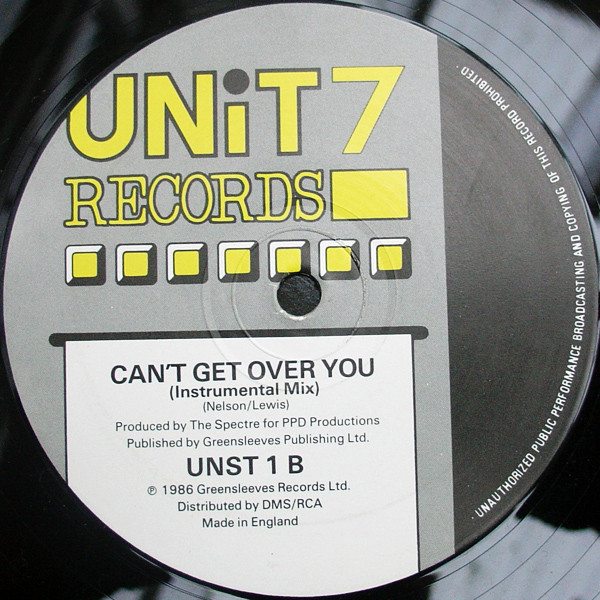 UNiT 7
RECORDS
CAN'T GET OVER YOU
(Instrumental Mix)
(Nelson/Lewis)
Produced by The Spectre for PPD Productions
Published by Greensleeves Publishing Ltd.
UNST 1 B
℗ 1986 Greensleeves Records Ltd.
Distributed by DMS/RCA
Made in England
· UNAUTHORIZED PUBLIC PERFORMANCE BROADCASTING AND COPYING OF THIS RECORD PROHIBITED ·